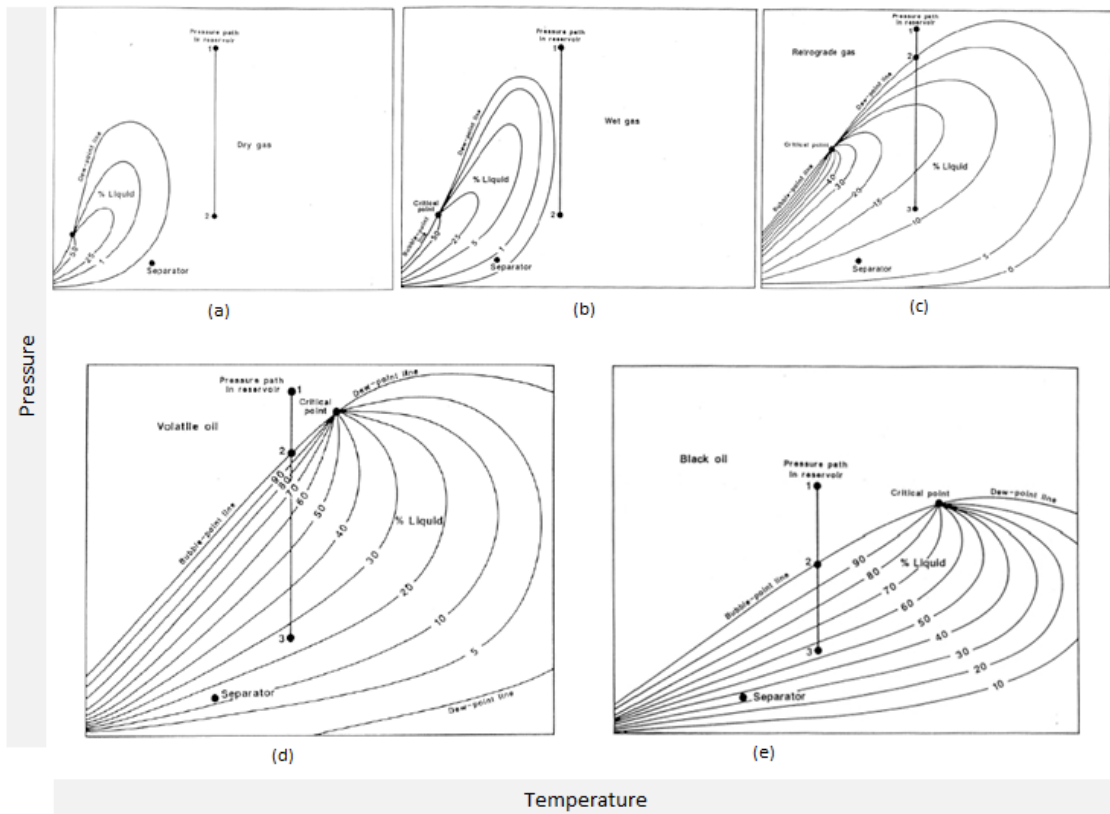 Pressure
Temperature
Pressure path
in reservoir
1
Dry gas
Dew-point line
% Liquid
2
50
25
1
Separator
(a)
Pressure path
in reservoir
1
Wet gas
Dew-point line
% Liquid
Critical
point
2
Bubble-point
line
50
25
5
1
Separator
(b)
Pressure path
in reservoir
1
Retrograde gas
2
Dew-point line
Critical point
% Liquid
Bubble-point line
40
30
20
15
3
10
Separator
5
0
(c)
Pressure path
in reservoir
1
Dew-point line
Critical
point
Volatile oil
2
90
80
70
60
50
Bubble-point line
% Liquid
40
30
3
20
10
Separator
5
Dew-point line
(d)
Black oil
Pressure path
in reservoir
1
Critical point
Dew-point line
2
90
% Liquid
80
Bubble-point line
70
60
3
50
40
30
Separator
20
10
(e)